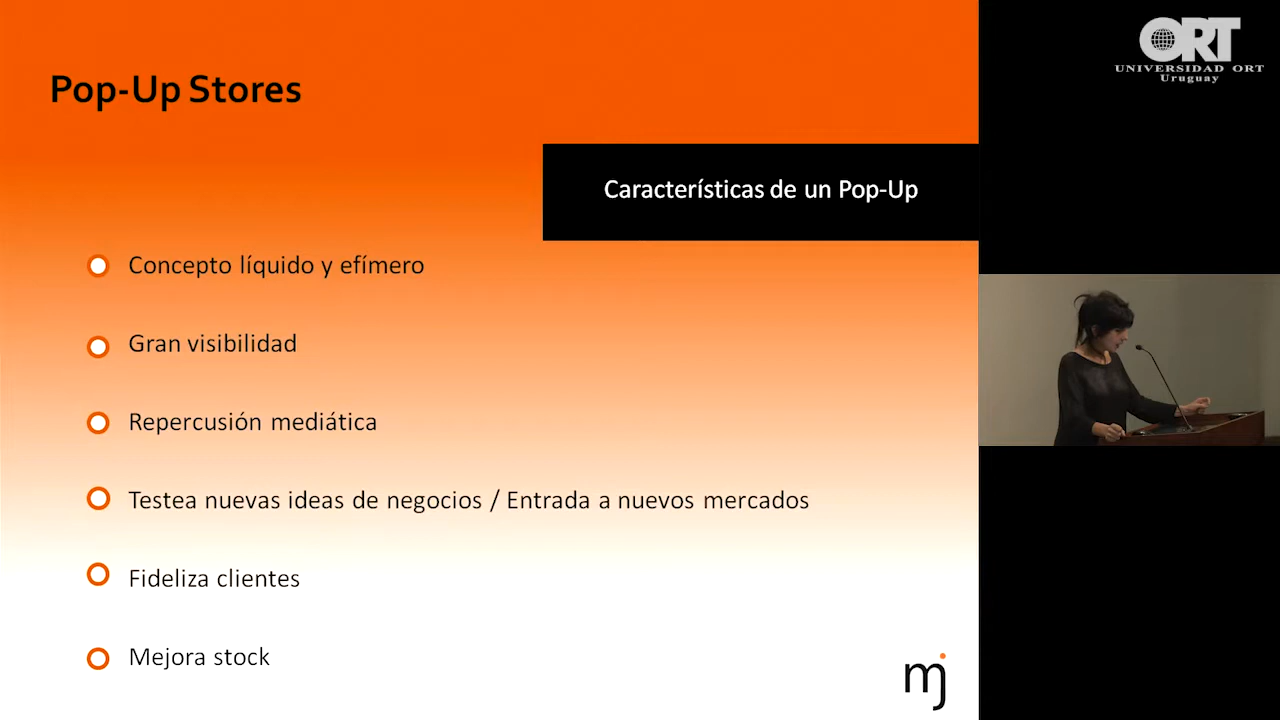 Pop-Up Stores
Características de un Pop-Up
Concepto líquido y efímero
Gran visibilidad
Repercusión mediática
Testea nuevas ideas de negocios / Entrada a nuevos mercados
Fideliza clientes
Mejora stock
mj
ORT
UNIVERSIDAD ORT
Uruguay